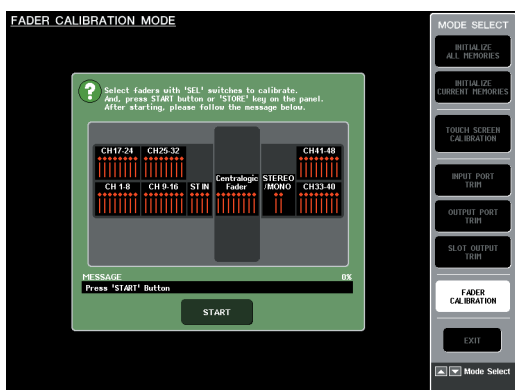 FADER CALIBRATION MODE
Select faders with 'SEL' switches to calibrate.
And, press START button or 'STORE' key on the panel.
After starting, please follow the message below.
CH17-24 CH25-32 CH41-48
CH 1-8 CH 9-16 ST IN Centralogic Fader STEREO /MONO CH33-40
MESSAGE 0%
Press 'START' Button
START
MODE SELECT
INITIALIZE
ALL MEMORIES
INITIALIZE
CURRENT MEMORIES
TOUCH SCREEN
CALIBRATION
INPUT PORT
TRIM
OUTPUT PORT
TRIM
SLOT OUTPUT
TRIM
FADER
CALIBRATION
EXIT
Mode Select